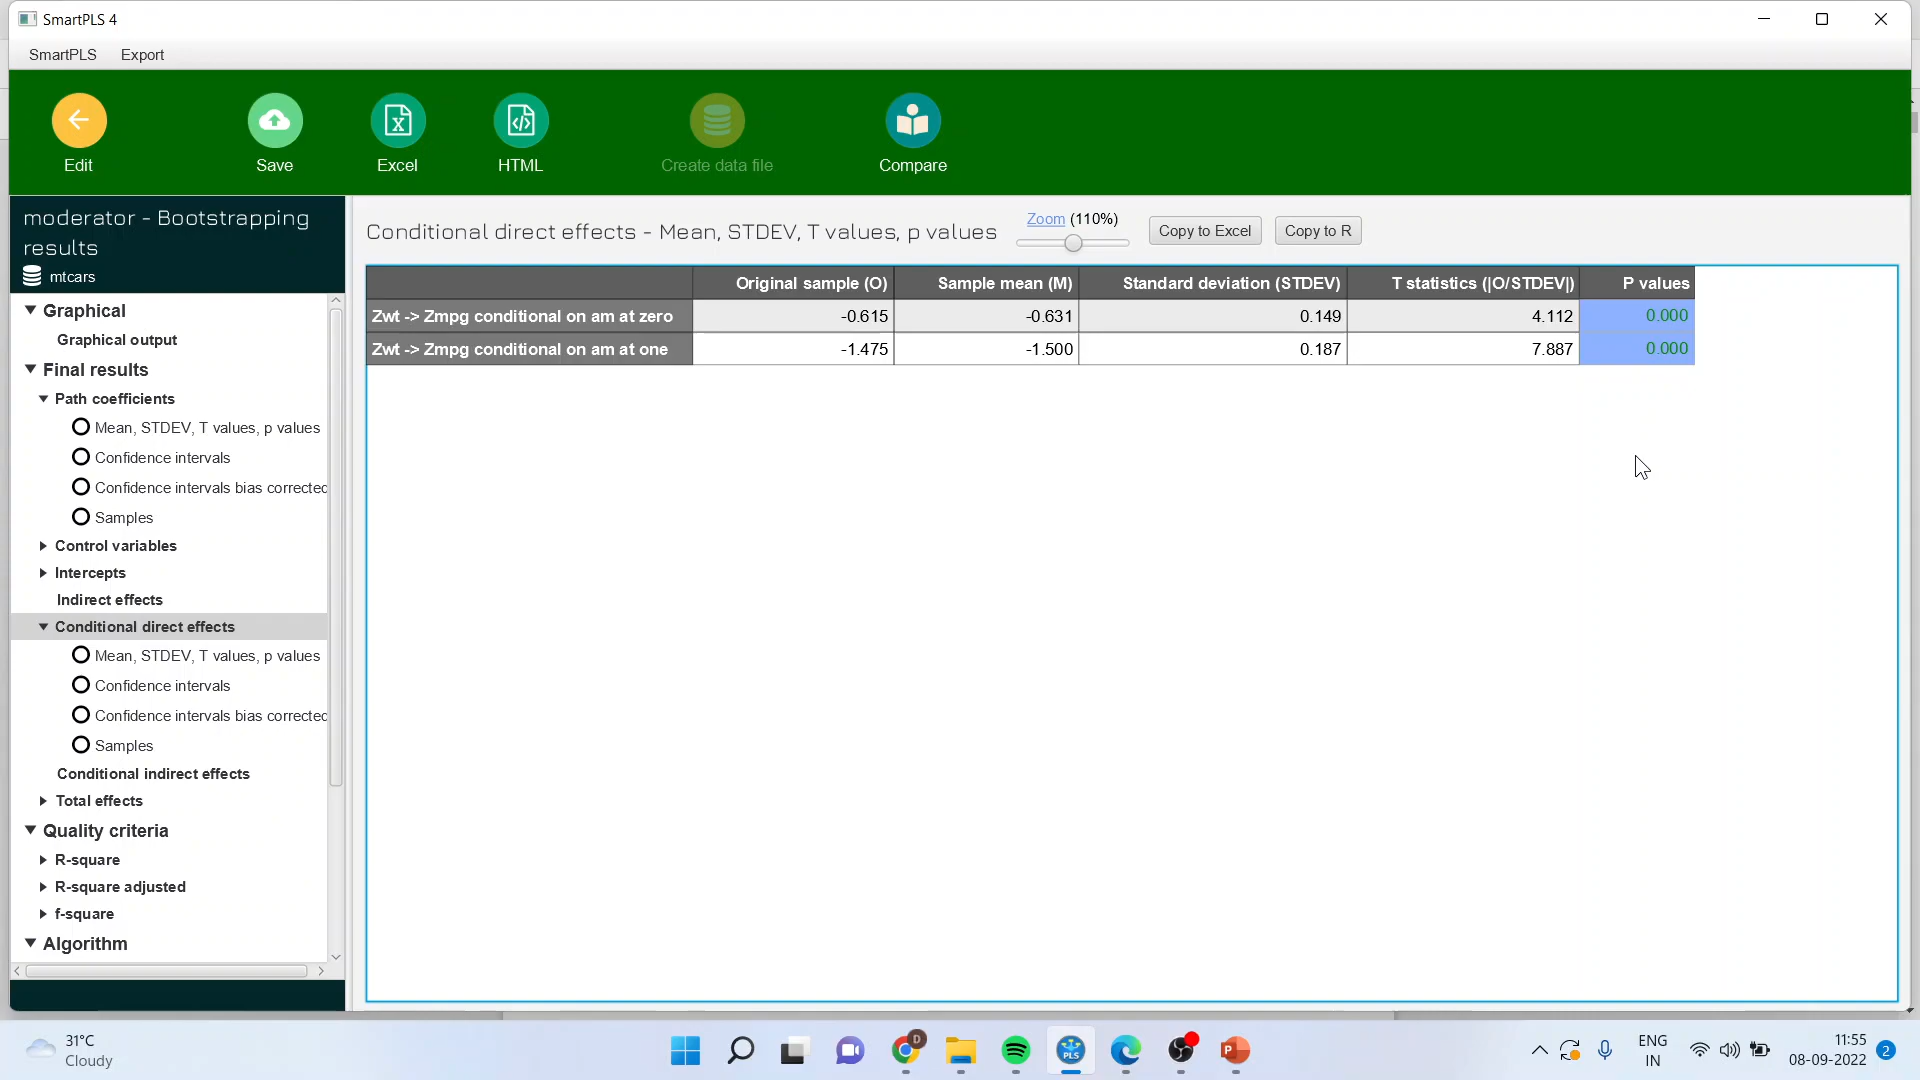 SmartPLS 4
SmartPLS Export
Edit Save Excel HTML Create data file Compare
moderator - Bootstrapping
results
mtcars
Graphical
Graphical output
Final results
Path coefficients
Mean, STDEV, T values, p values
Confidence intervals
Confidence intervals bias corrected
Samples
Control variables
Intercepts
Indirect effects
Conditional direct effects
Mean, STDEV, T values, p values
Confidence intervals
Confidence intervals bias corrected
Samples
Conditional indirect effects
Total effects
Quality criteria
R-square
R-square adjusted
f-square
Algorithm
Conditional direct effects - Mean, STDEV, T values, p values
Zoom (110%)
Copy to Excel Copy to R
Original sample (O) Sample mean (M) Standard deviation (STDEV) T statistics (|O/STDEV|) P values
Zwt -> Zmpg conditional on am at zero -0.615 -0.631 0.149 4.112 0.000
Zwt -> Zmpg conditional on am at one -1.475 -1.500 0.187 7.887 0.000
31°C
Cloudy
D
PLS
P
ENG
IN
11:55
08-09-2022
2